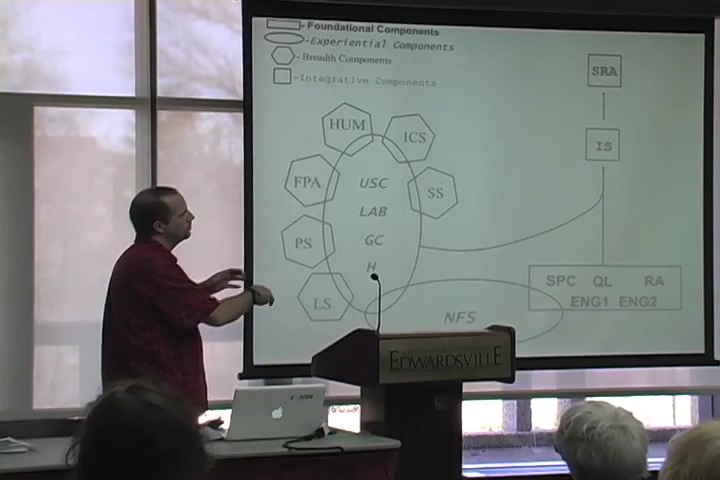 - Foundational Components
- Experiential Components
- Breadth Components
- Integrative Components
SRA
HUM
ICS
IS
FPA
USC
SS
LAB
PS
GC
H
SPC QL RA
LS
ENG1 ENG2
NFS
EDWARDSVILLE